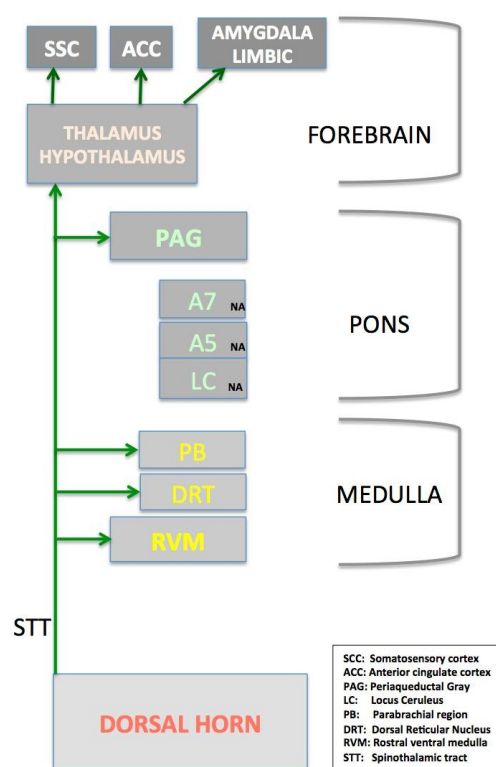 SSC
ACC
AMYGDALA
LIMBIC
THALAMUS
HYPOTHALAMUS
FOREBRAIN
PAG
A7 NA
A5 NA
LC NA
PONS
PB
DRT
RVM
MEDULLA
STT
DORSAL HORN
SCC: Somatosensory cortex
ACC: Anterior cingulate cortex
PAG: Periaqueductal Gray
LC: Locus Ceruleus
PB: Parabrachial region
DRT: Dorsal Reticular Nucleus
RVM: Rostral ventral medulla
STT: Spinothalamic tract